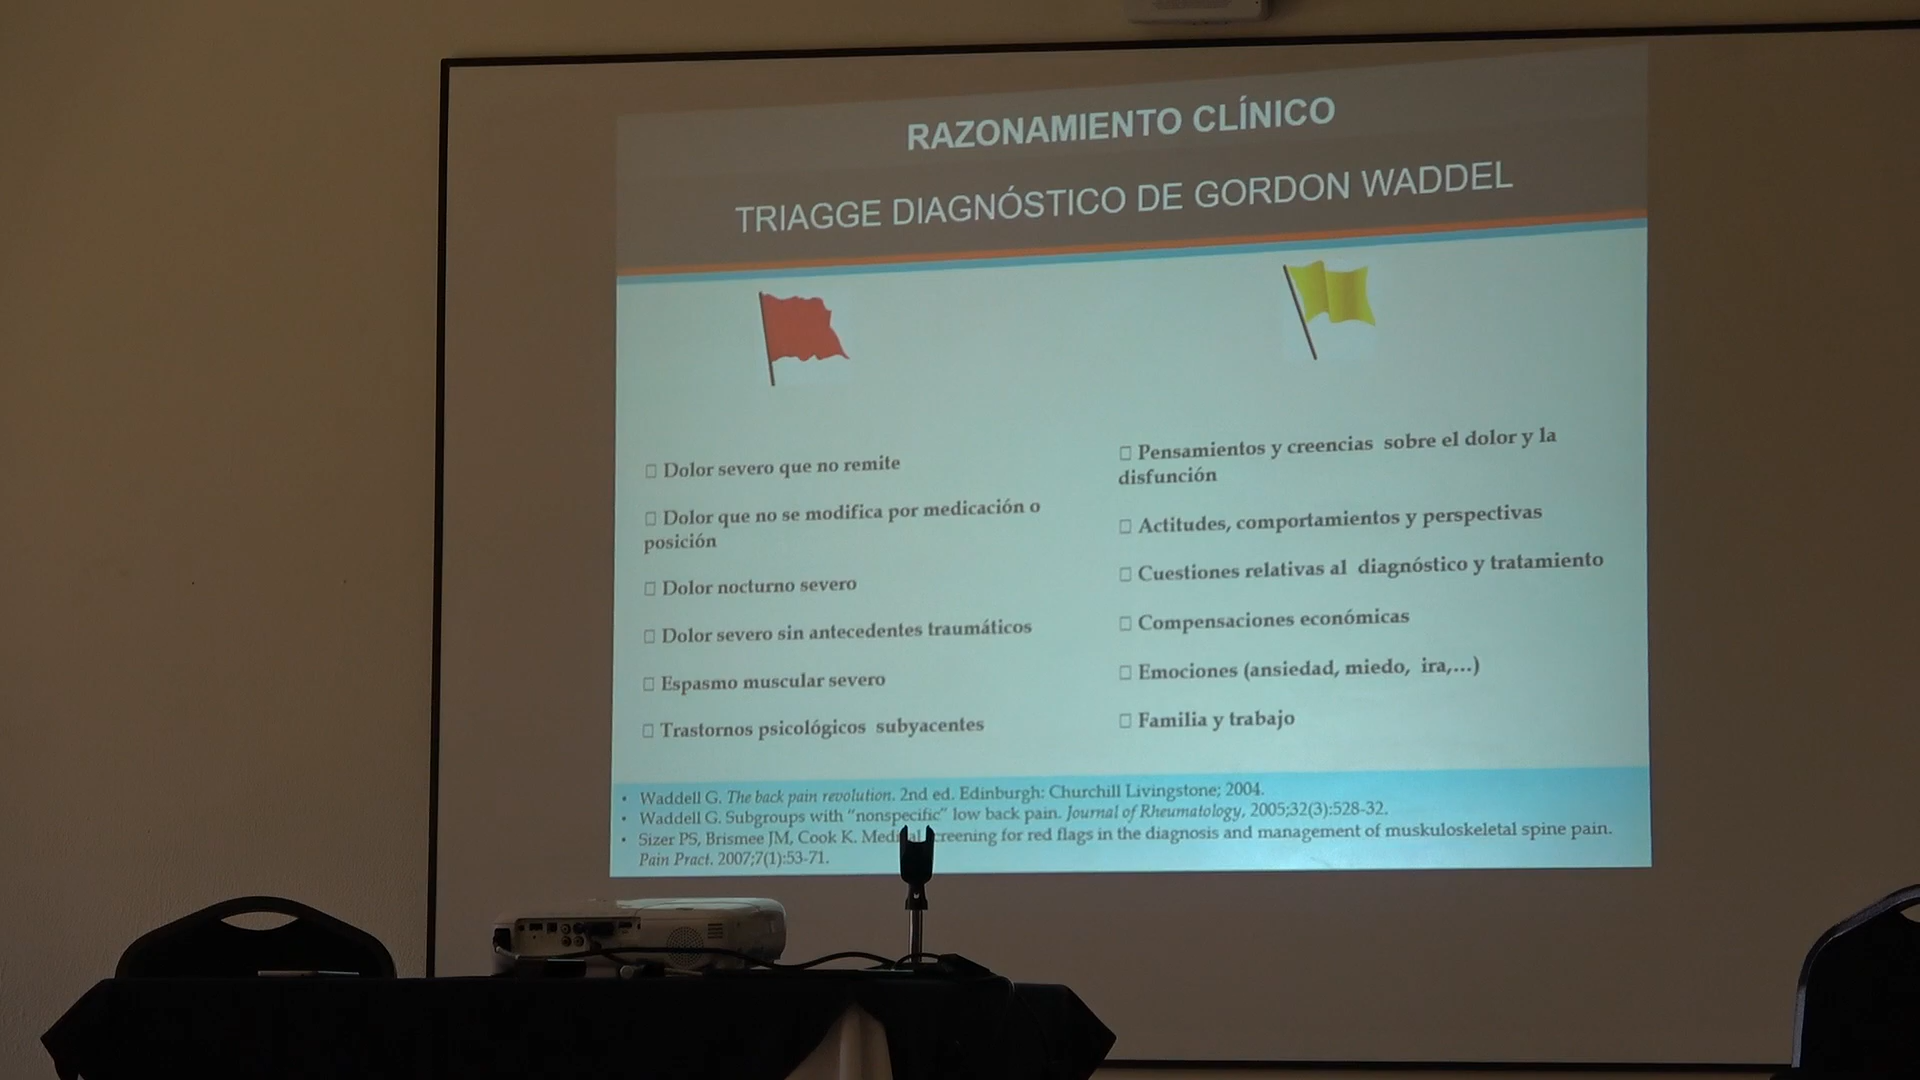 RAZONAMIENTO CLÍNICO
TRIAGGE DIAGNÓSTICO DE GORDON WADDEL
Dolor severo que no remite
Dolor que no se modifica por medicación o
posición
Dolor nocturno severo
Dolor severo sin antecedentes traumáticos
Espasmo muscular severo
Trastornos psicológicos subyacentes
Pensamientos y creencias sobre el dolor y la
disfunción
Actitudes, comportamientos y perspectivas
Cuestiones relativas al diagnóstico y tratamiento
Compensaciones económicas
Emociones (ansiedad, miedo, ira,...)
Familia y trabajo
• Waddell G. The back pain revolution. 2nd ed. Edinburgh: Churchill Livingstone; 2004.
• Waddell G. Subgroups with "nonspecific" low back pain. Journal of Rheumatology, 2005;32(3):528-32.
• Sizer PS, Brismee JM, Cook K. for red flags in the diagnosis and management of muskuloskeletal spine pain.
Pain Pract. 2007;7(1):53-71.